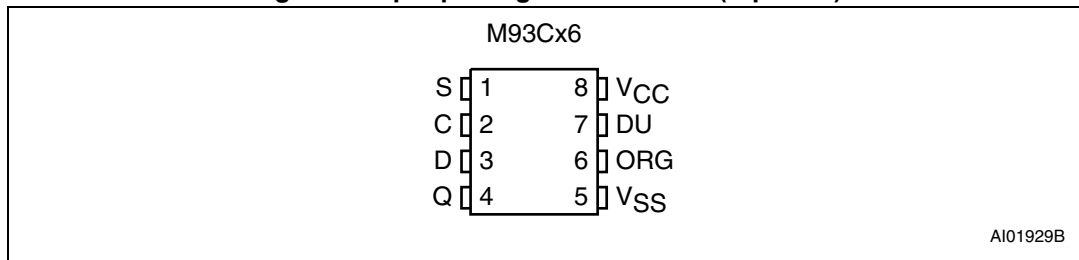 M93Cx6
S 1 8 VCC
C 2 7 DU
D 3 6 ORG
Q 4 5 VSS
AI01929B